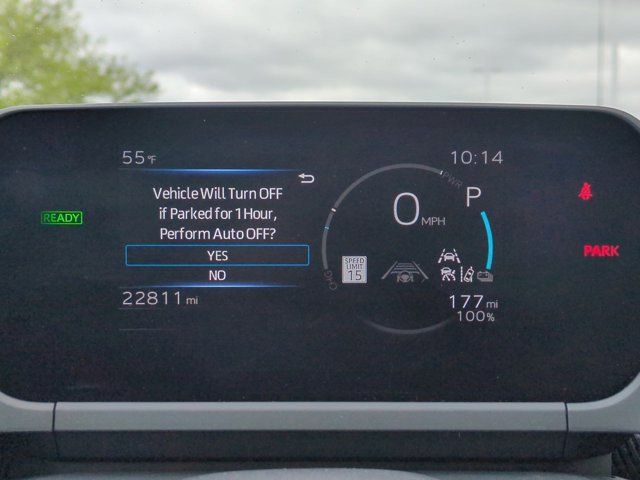 55°F
10:14
Vehicle Will Turn OFF
if Parked for 1 Hour,
Perform Auto OFF?
YES
NO
READY
PWR
P
0 MPH
PARK
SPEED
LIMIT
15
CHG
22811 mi
177 mi
100%